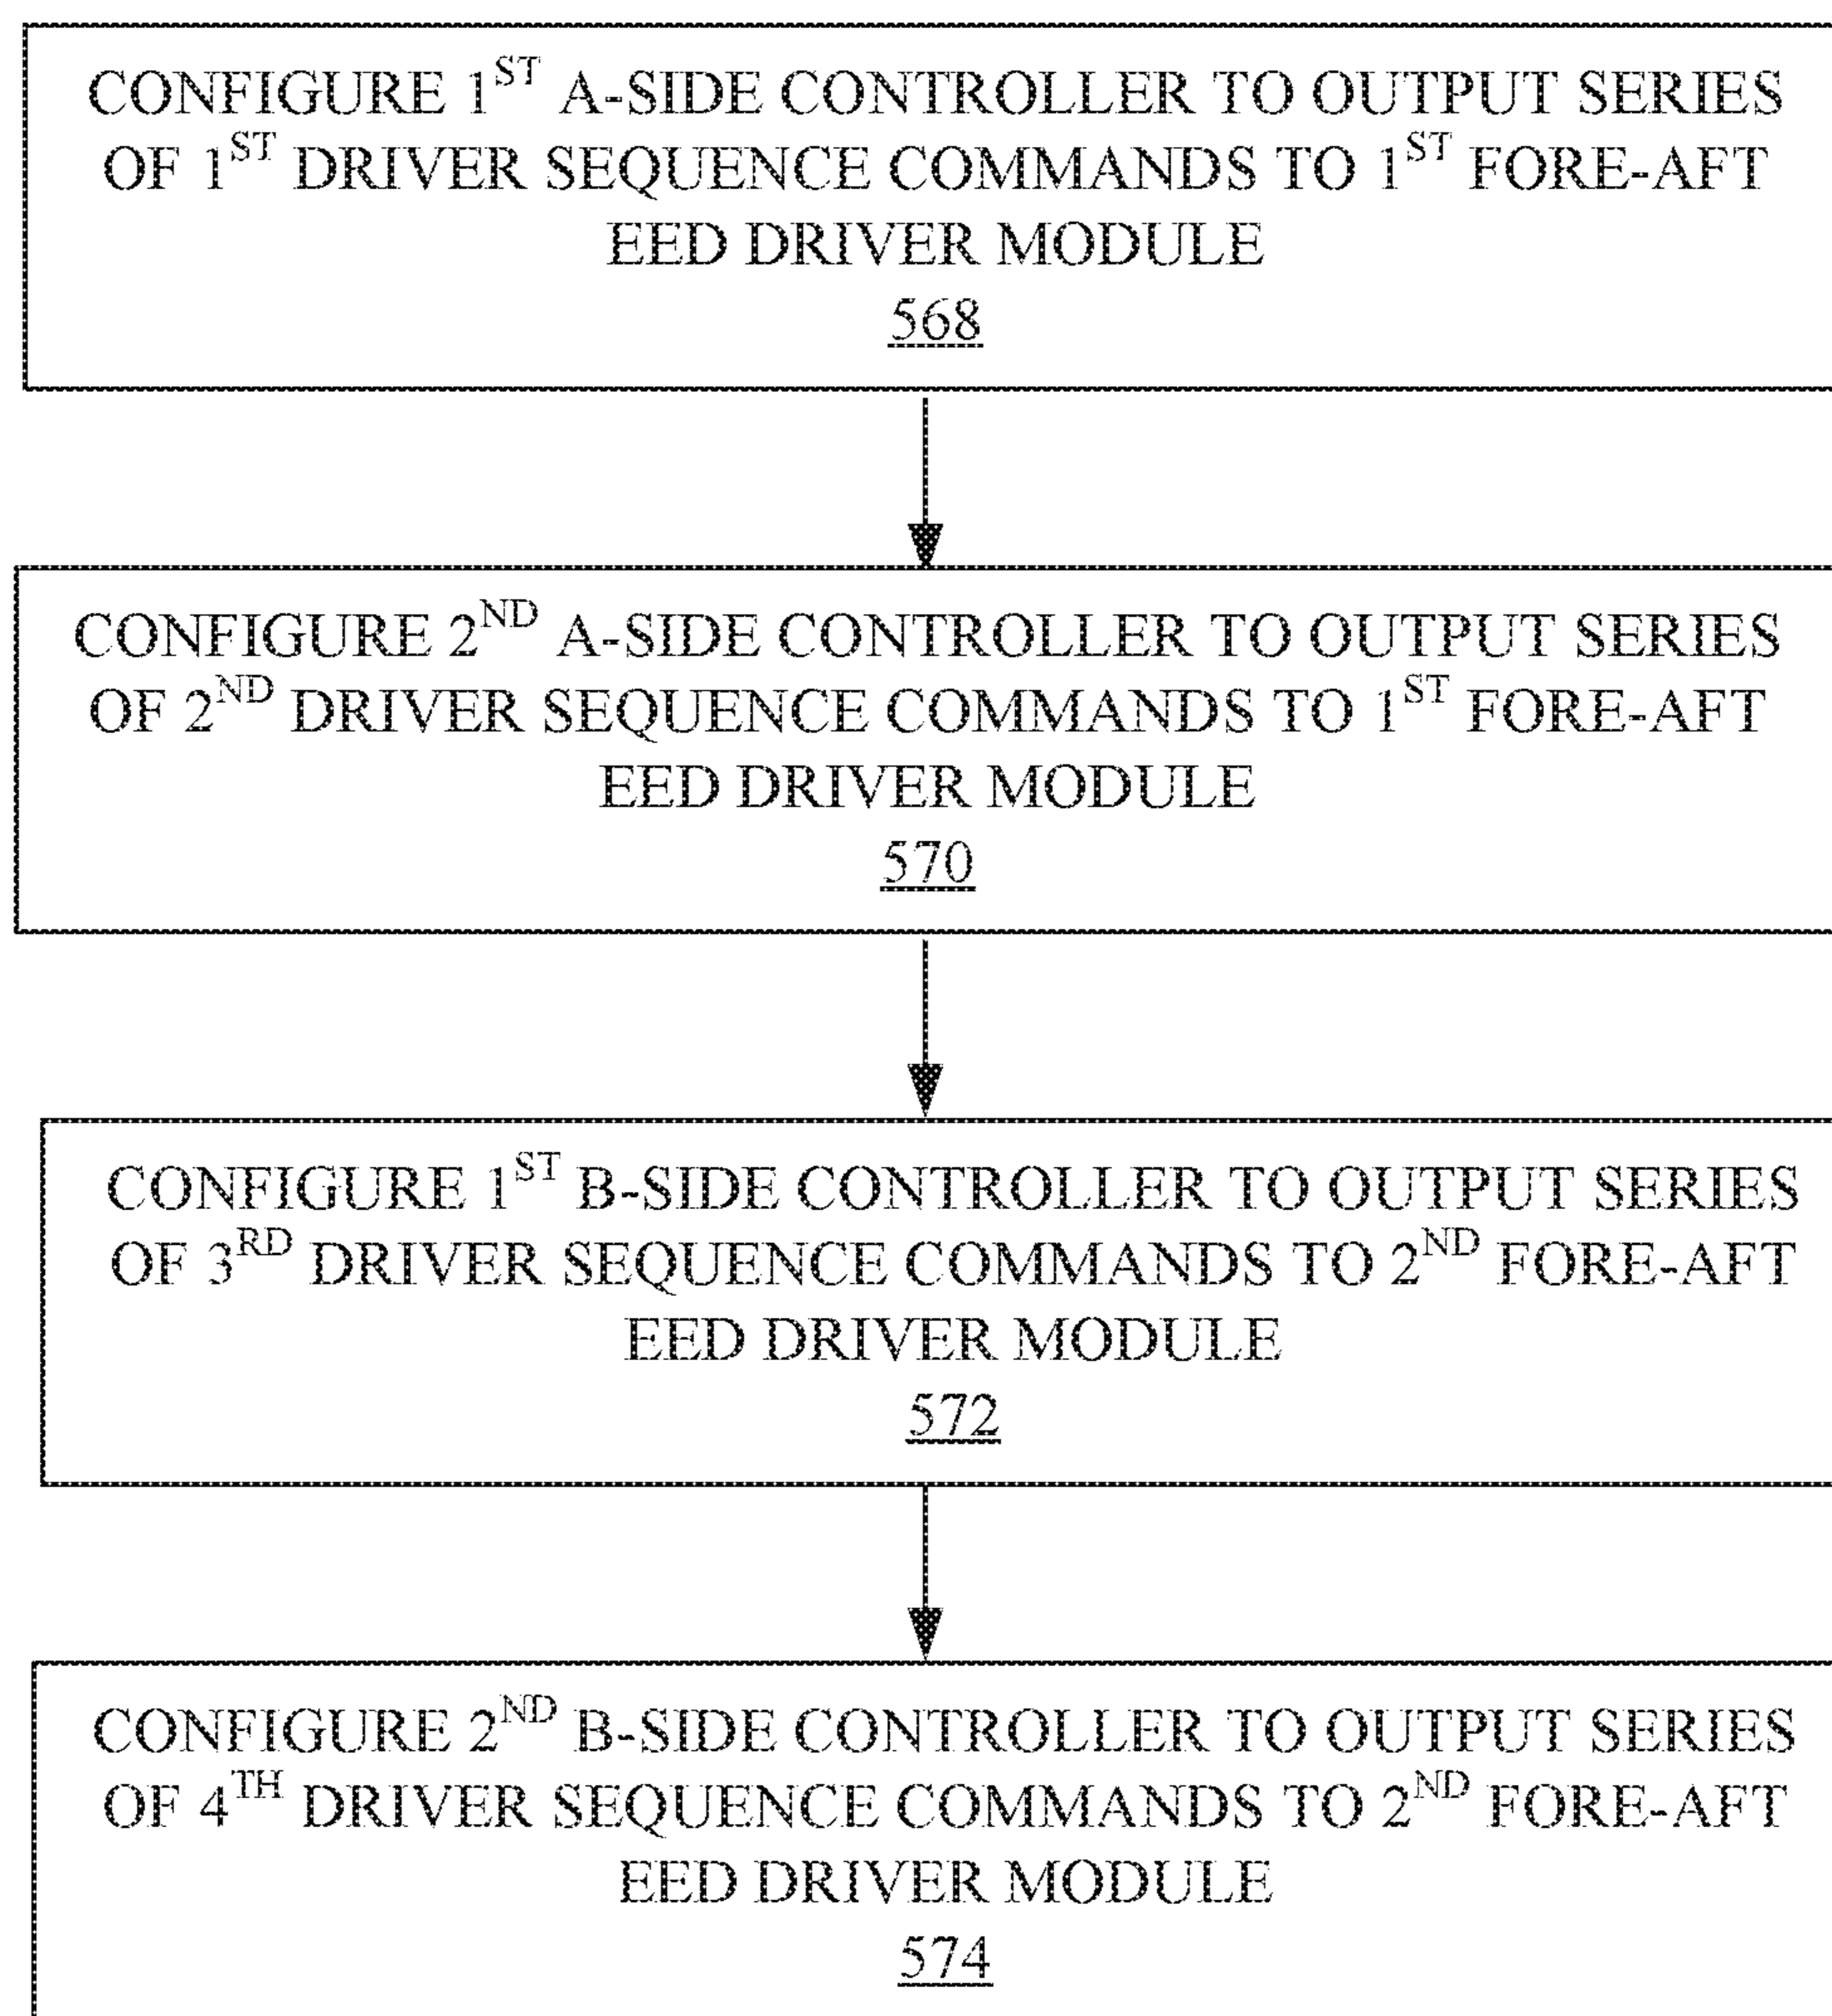 CONFIGURE 1ST A-SIDE CONTROLLER TO OUTPUT SERIES
OF 1ST DRIVER SEQUENCE COMMANDS TO 1ST FORE-AFT
EED DRIVER MODULE
568
CONFIGURE 2ND A-SIDE CONTROLLER TO OUTPUT SERIES
OF 2ND DRIVER SEQUENCE COMMANDS TO 1ST FORE-AFT
EED DRIVER MODULE
570
CONFIGURE 1ST B-SIDE CONTROLLER TO OUTPUT SERIES
OF 3RD DRIVER SEQUENCE COMMANDS TO 2ND FORE-AFT
EED DRIVER MODULE
572
CONFIGURE 2ND B-SIDE CONTROLLER TO OUTPUT SERIES
OF 4TH DRIVER SEQUENCE COMMANDS TO 2ND FORE-AFT
EED DRIVER MODULE
574